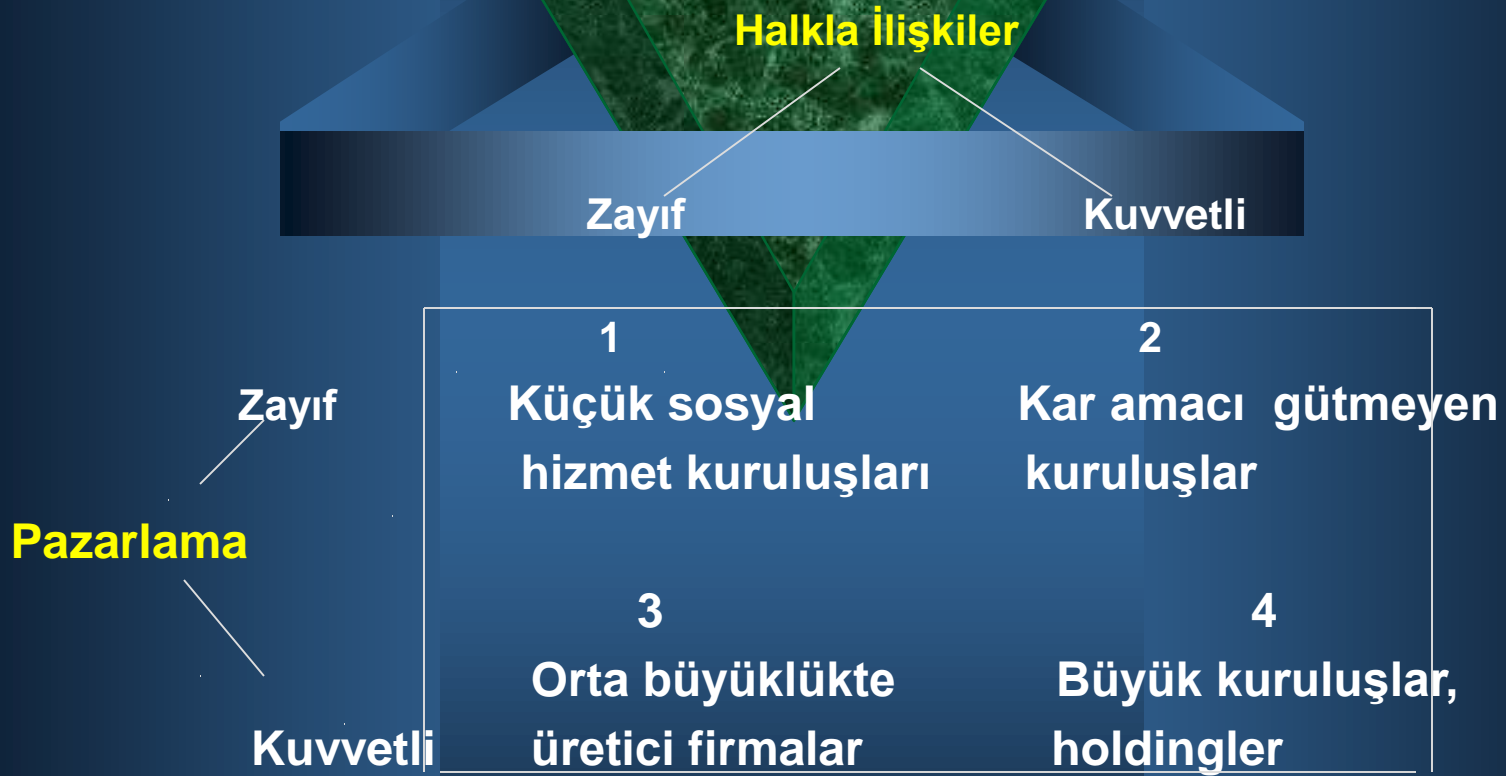 Halkla İlişkiler
Zayıf Kuvvetli
1 2
Zayıf Küçük sosyal Kar amacı gütmeyen
hizmet kuruluşları kuruluşlar
Pazarlama
3 4
Orta büyüklükte Büyük kuruluşlar,
Kuvvetli üretici firmalar holdingler